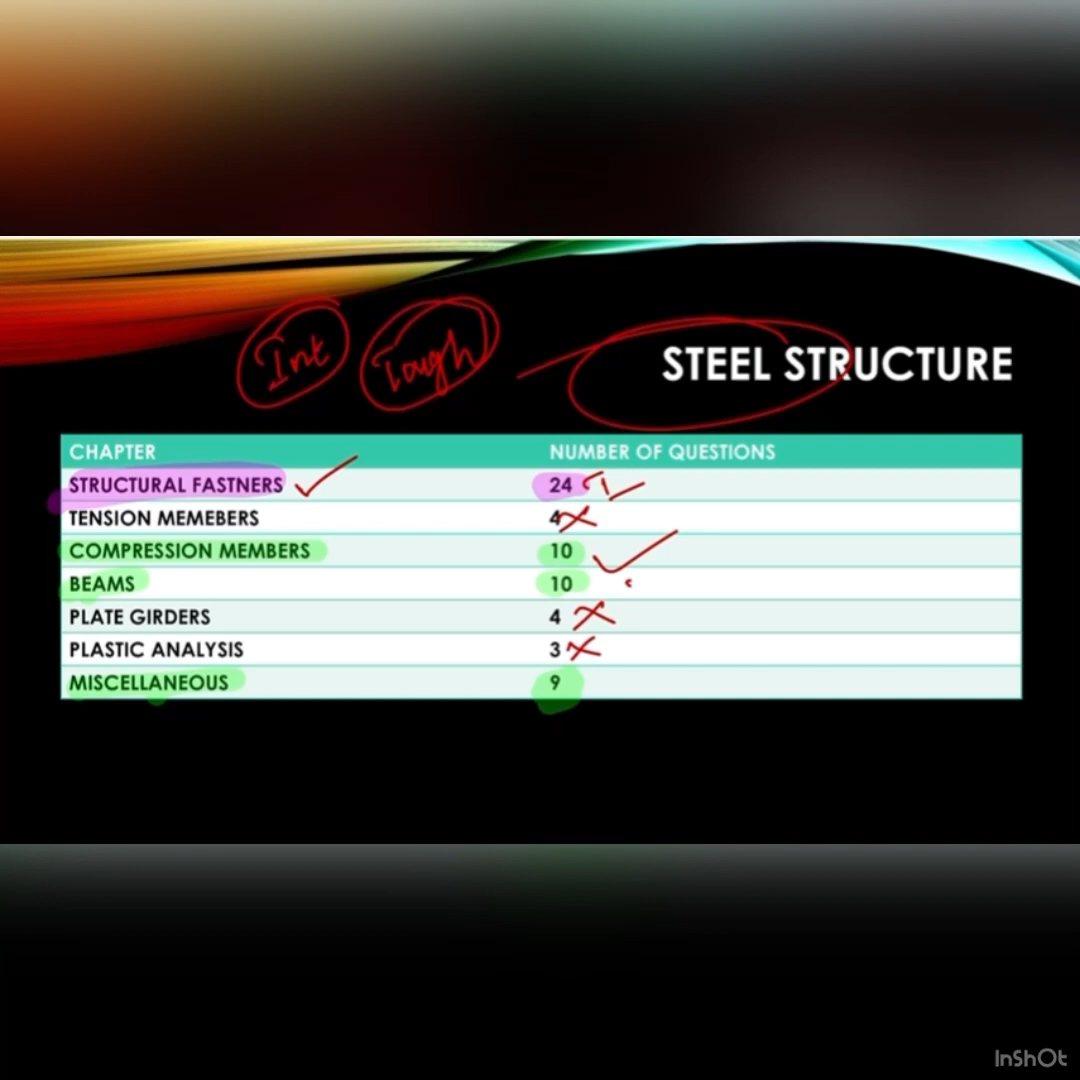 Int Tough
STEEL STRUCTURE
CHAPTER NUMBER OF QUESTIONS
STRUCTURAL FASTNERS 24
TENSION MEMEBERS 4
COMPRESSION MEMBERS 10
BEAMS 10
PLATE GIRDERS 4
PLASTIC ANALYSIS 3
MISCELLANEOUS 9
InShOt